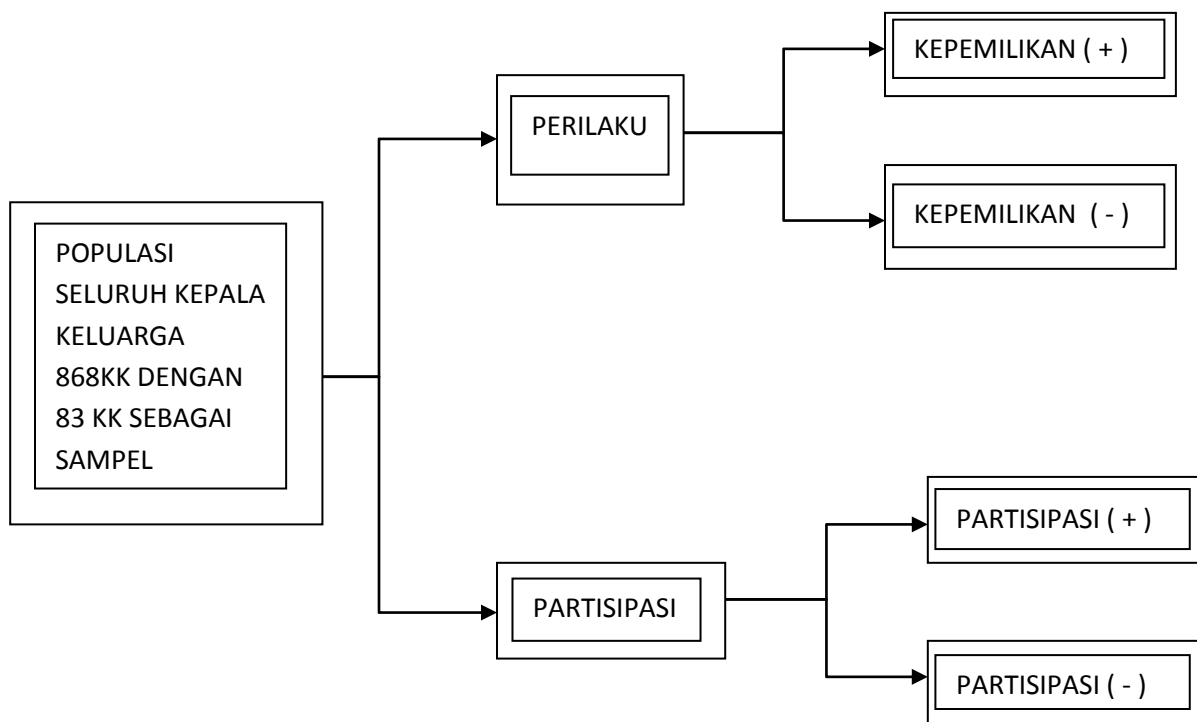 KEPEMILIKAN ( + )
PERILAKU
KEPEMILIKAN ( - )
POPULASI
SELURUH KEPALA
KELUARGA
868KK DENGAN
83 KK SEBAGAI
SAMPEL
PARTISIPASI ( + )
PARTISIPASI
PARTISIPASI ( - )